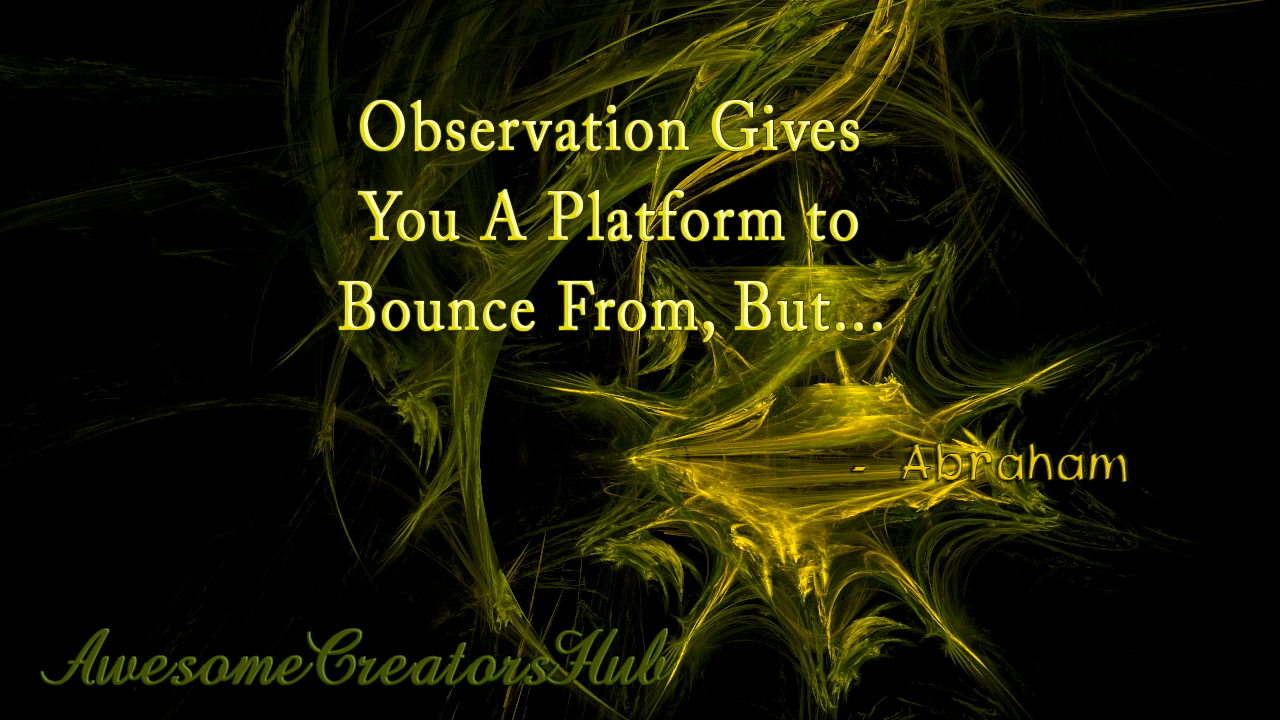 Observation Gives
You A Platform to
Bounce From, But...
- Abraham
AwesomeCreatorsHub